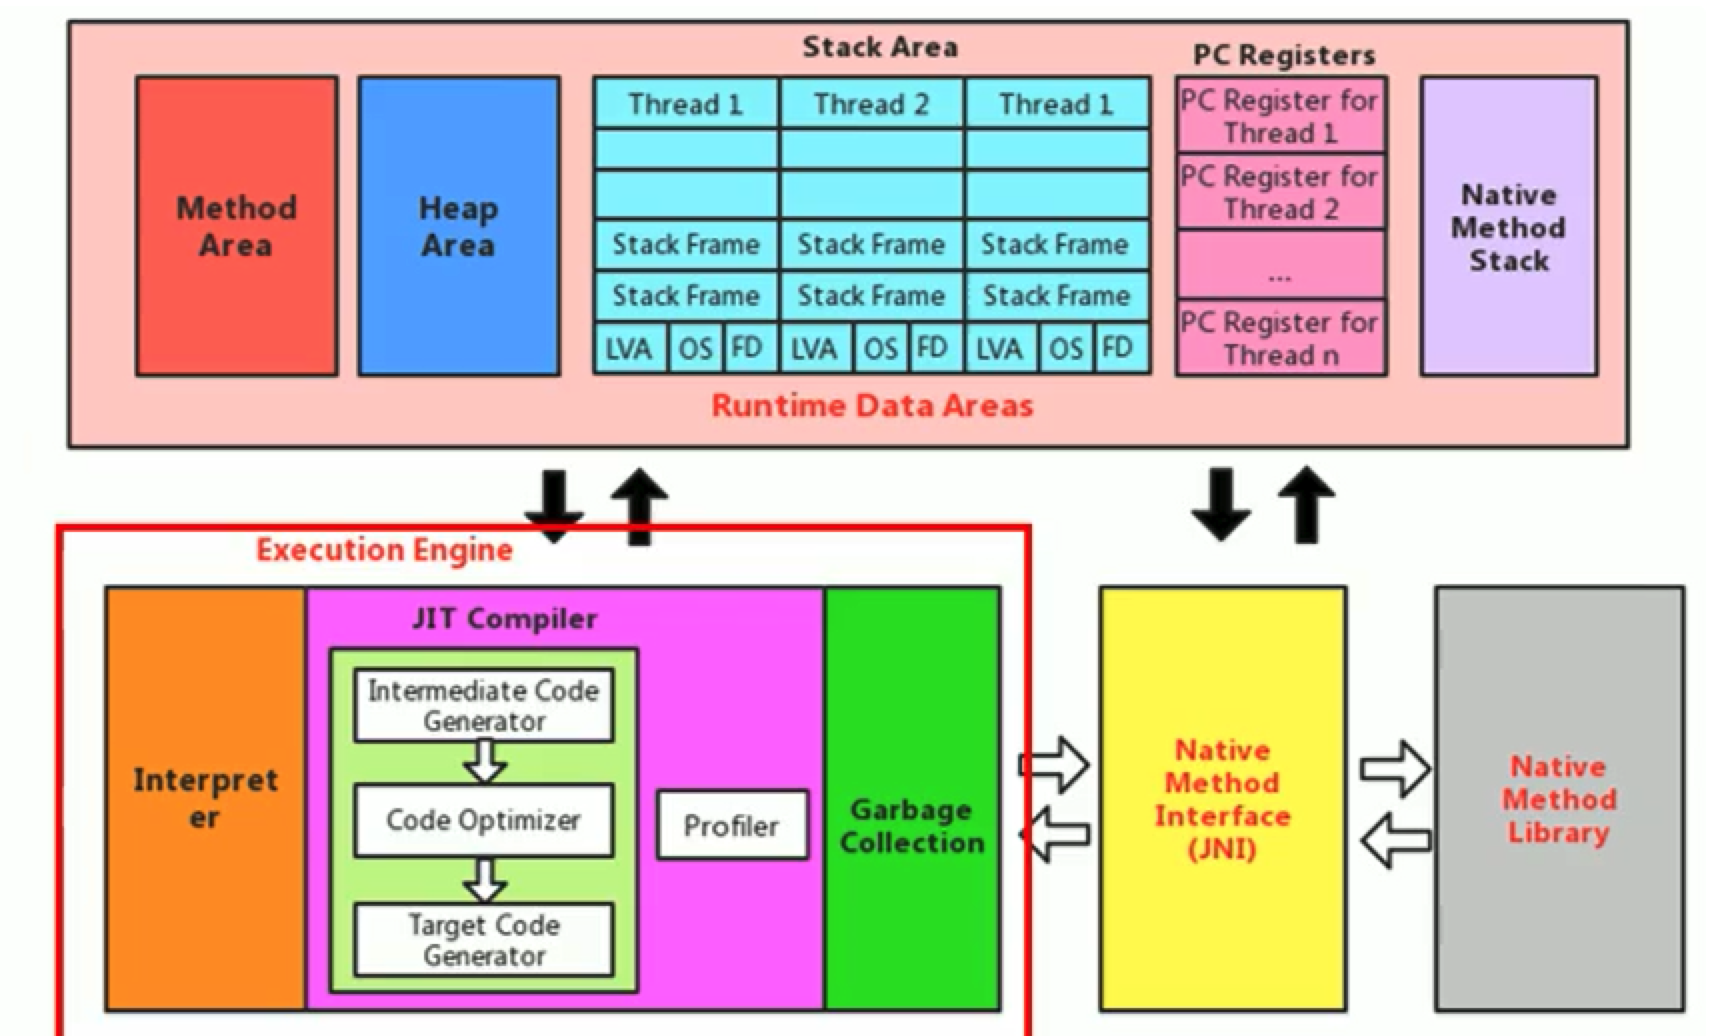 Stack Area
PC Registers
Method
Area
Heap
Area
Thread 1
Thread 2
Thread 1
Stack Frame
Stack Frame
Stack Frame
Stack Frame
Stack Frame
Stack Frame
LVA
OS
FD
LVA
OS
FD
LVA
OS
FD
PC Register for
Thread 1
PC Register for
Thread 2
...
PC Register for
Thread n
Native
Method
Stack
Runtime Data Areas
Execution Engine
Interpret
er
JIT Compiler
Intermediate Code
Generator
Code Optimizer
Target Code
Generator
Profiler
Garbage
Collection
Native
Method
Interface
(JNI)
Native
Method
Library